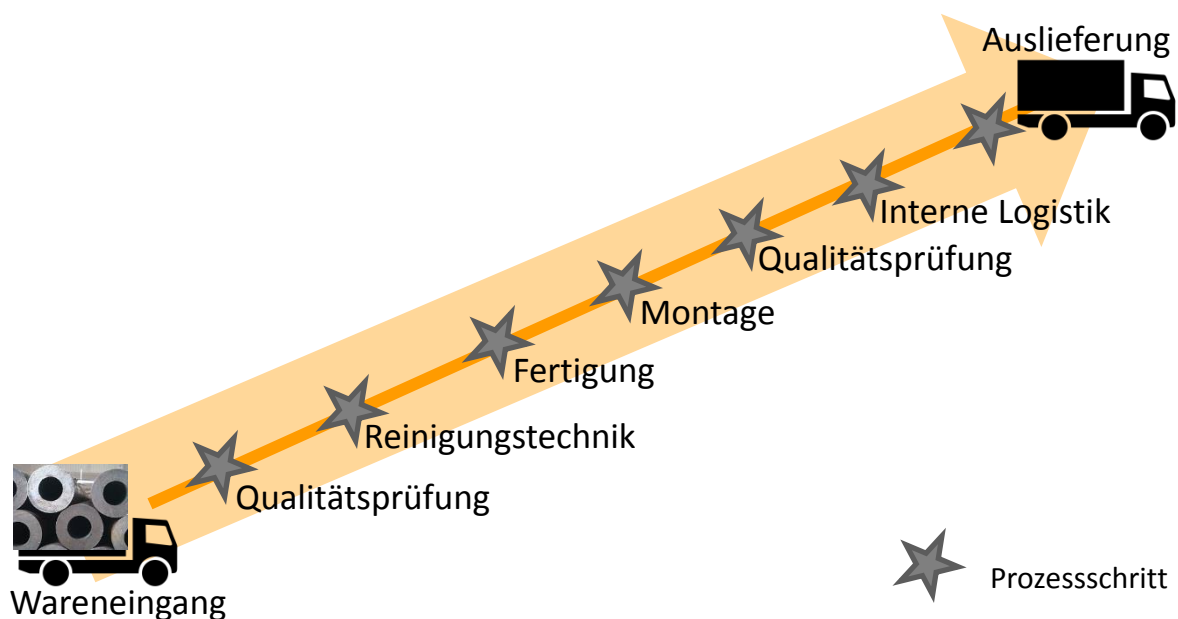 Auslieferung
Interne Logistik
Qualitätsprüfung
Montage
Fertigung
Reinigungstechnik
Qualitätsprüfung
Prozessschritt
Wareneingang